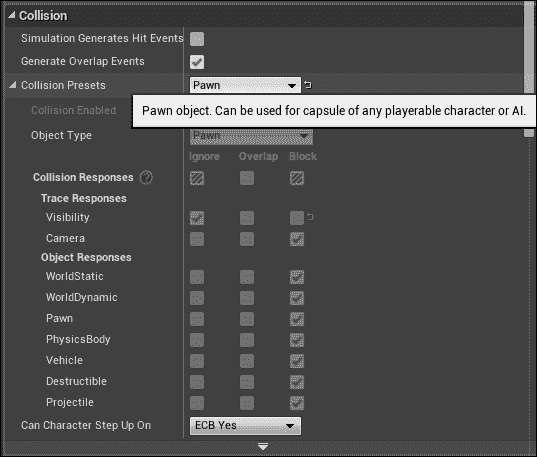 Collision
Simulation Generates Hit Events
Generate Overlap Events
Collision Presets Pawn
Collision Enabled
Pawn object. Can be used for capsule of any playerable character or AI.
Object Type Pawn
Ignore Overlap Block
Collision Responses ?
Trace Responses
Visibility
Camera
Object Responses
WorldStatic
WorldDynamic
Pawn
PhysicsBody
Vehicle
Destructible
Projectile
Can Character Step Up On ECB Yes